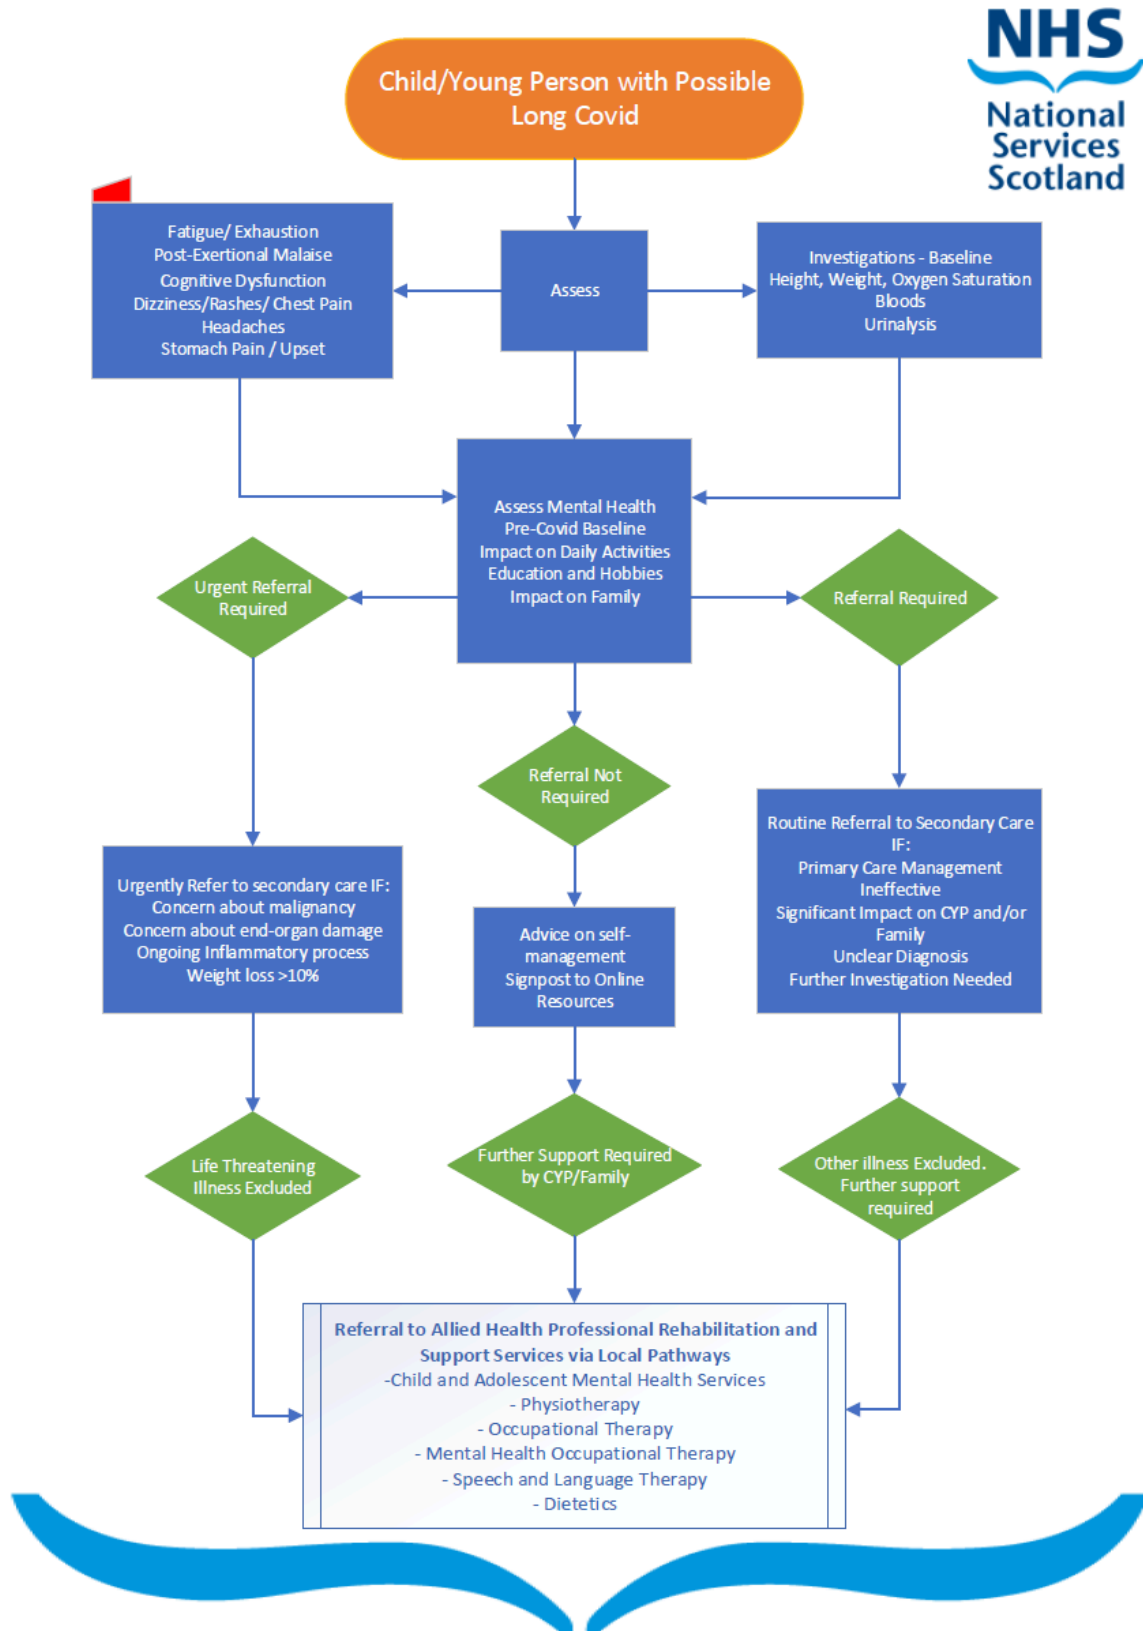 NHS
National
Services
Scotland
Child/Young Person with Possible
Long Covid
Fatigue/ Exhaustion
Post-Exertional Malaise
Cognitive Dysfunction
Dizziness/Rashes/ Chest Pain
Headaches
Stomach Pain / Upset
Assess
Investigations - Baseline
Height, Weight, Oxygen Saturation
Bloods
Urinalysis
Assess Mental Health
Pre-Covid Baseline
Impact on Daily Activities
Education and Hobbies
Impact on Family
Urgent Referral
Required
Referral Required
Referral Not
Required
Urgently Refer to secondary care IF:
Concern about malignancy
Concern about end-organ damage
Ongoing Inflammatory process
Weight loss >10%
Advice on self-
management
Signpost to Online
Resources
Routine Referral to Secondary Care
IF:
Primary Care Management
Ineffective
Significant Impact on CYP and/or
Family
Unclear Diagnosis
Further Investigation Needed
Life Threatening
Illness Excluded
Further Support Required
by CYP/Family
Other illness Excluded.
Further support
required
Referral to Allied Health Professional Rehabilitation and
Support Services via Local Pathways
-Child and Adolescent Mental Health Services
- Physiotherapy
- Occupational Therapy
- Mental Health Occupational Therapy
- Speech and Language Therapy
- Dietetics